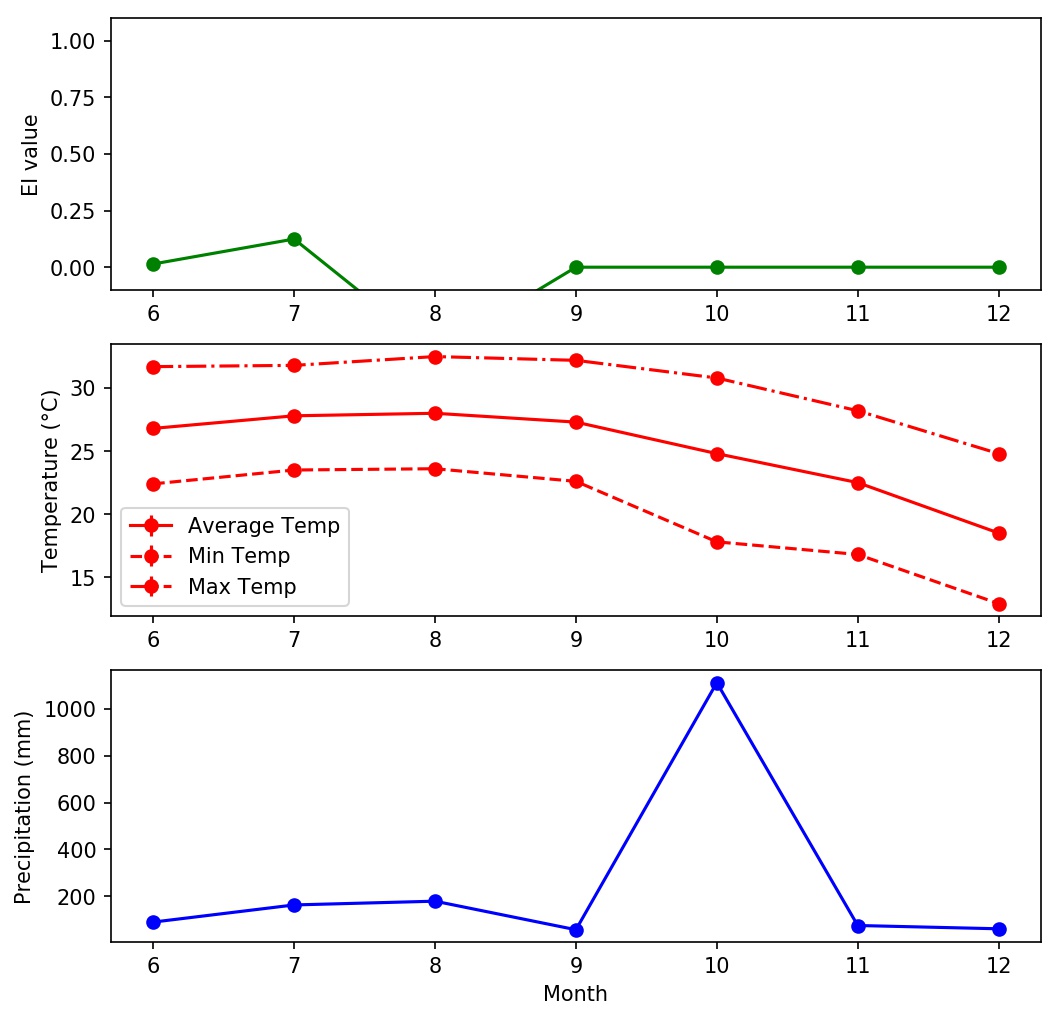 EI value
1.00
0.75
0.50
0.25
0.00
6 7 8 9 10 11 12
Temperature (°C)
30
25
20
15
Average Temp
Min Temp
Max Temp
6 7 8 9 10 11 12
Precipitation (mm)
1000
800
600
400
200
6 7 8 9 10 11 12
Month